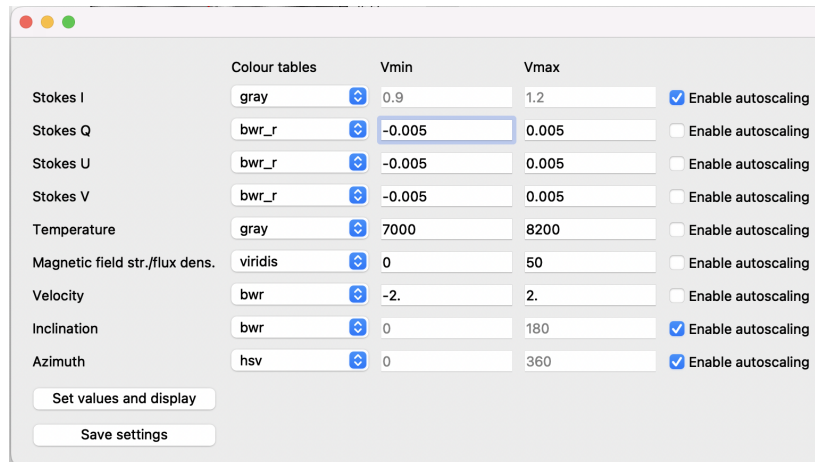 Colour tables Vmin Vmax
Stokes I gray 0.9 1.2 Enable autoscaling
Stokes Q bwr_r -0.005 0.005 Enable autoscaling
Stokes U bwr_r -0.005 0.005 Enable autoscaling
Stokes V bwr_r -0.005 0.005 Enable autoscaling
Temperature gray 7000 8200 Enable autoscaling
Magnetic field str./flux dens. viridis 0 50 Enable autoscaling
Velocity bwr -2. 2. Enable autoscaling
Inclination bwr 0 180 Enable autoscaling
Azimuth hsv 0 360 Enable autoscaling
Set values and display
Save settings